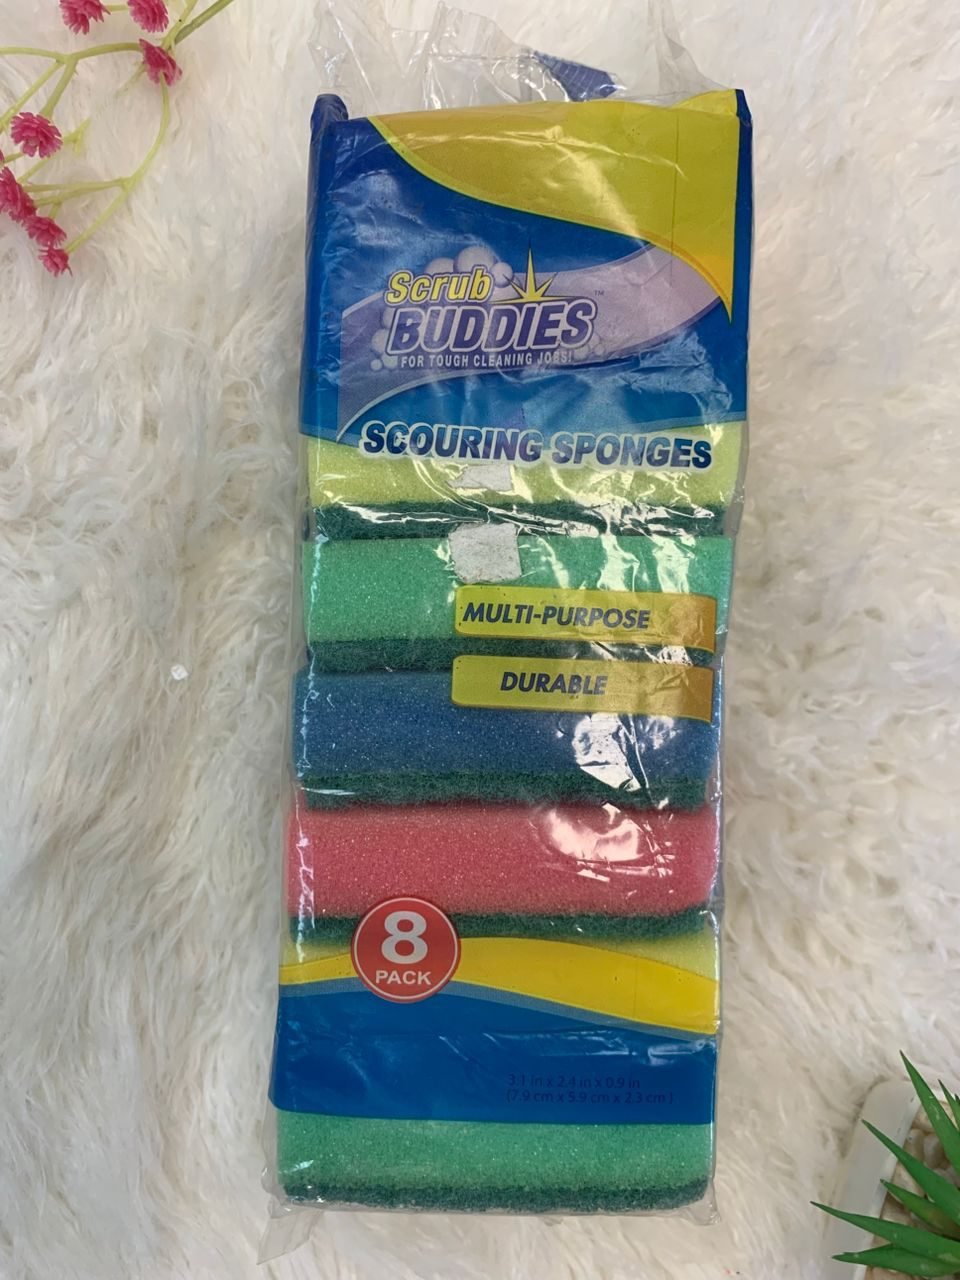 Scrub
BUDDIES™
FOR TOUGH CLEANING JOBS!
SCOURING SPONGES
MULTI-PURPOSE
DURABLE
8
PACK
3.1 in x 2.4 in x 0.9 in
(7.9 cm x 5.9 cm x 2.3 cm)